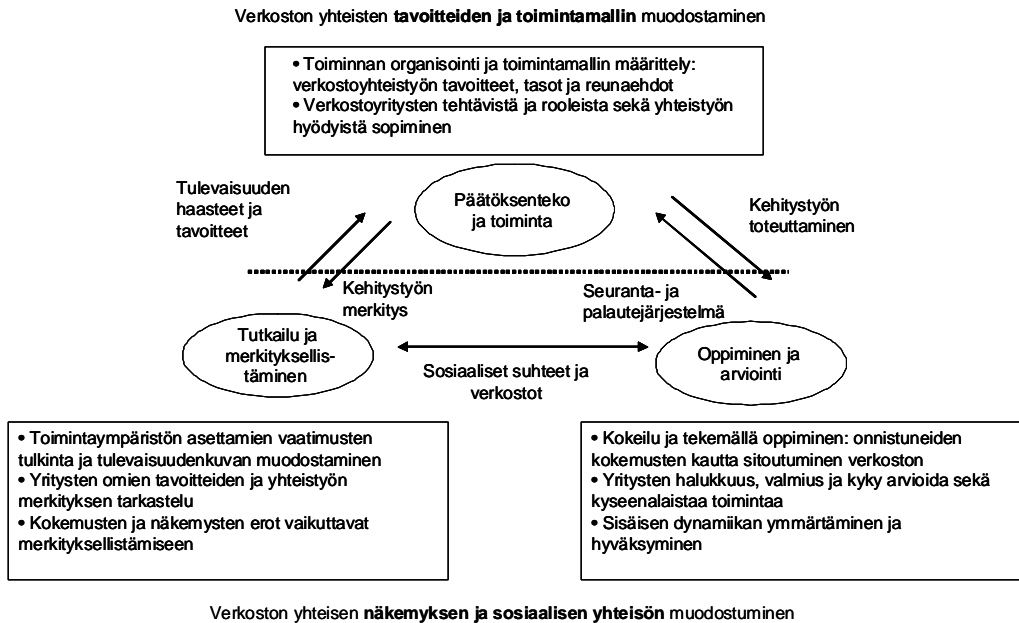 Verkoston yhteisten tavoitteiden ja toimintamallin muodostaminen
• Toiminnan organisointi ja toimintamallin määrittely:
verkostoyhteistyön tavoitteet, tasot ja reunaehdot
• Verkostoyritysten tehtävistä ja rooleista sekä yhteistyön
hyödyistä sopiminen
Tulevaisuuden
haasteet ja
tavoitteet
Päätöksenteko
ja toiminta
Kehitystyön
toteuttaminen
Kehitystyön
merkitys
Seuranta- ja
palautejärjestelmä
Tutkailu ja
merkityksellis-
täminen
Sosiaaliset suhteet ja
verkostot
Oppiminen ja
arviointi
• Toimintaympäristön asettamien vaatimusten
tulkinta ja tulevaisuudenkuvan muodostaminen
• Yritysten omien tavoitteiden ja yhteistyön
merkityksen tarkastelu
• Kokemusten ja näkemysten erot vaikuttavat
merkityksellistämiseen
• Kokeilu ja tekemällä oppiminen: onnistuneiden
kokemusten kautta sitoutuminen verkoston
• Yritysten halukkuus, valmius ja kyky arvioida sekä
kyseenalaistaa toimintaa
• Sisäisen dynamiikan ymmärtäminen ja
hyväksyminen
Verkoston yhteisen näkemyksen ja sosiaalisen yhteisön muodostuminen